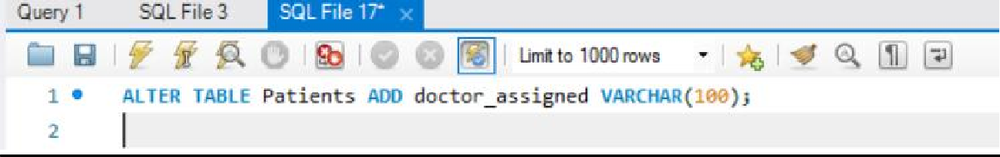 Query 1 SQL File 3 SQL File 17*
Limit to 1000 rows
1 ALTER TABLE Patients ADD doctor_assigned VARCHAR(100);
2